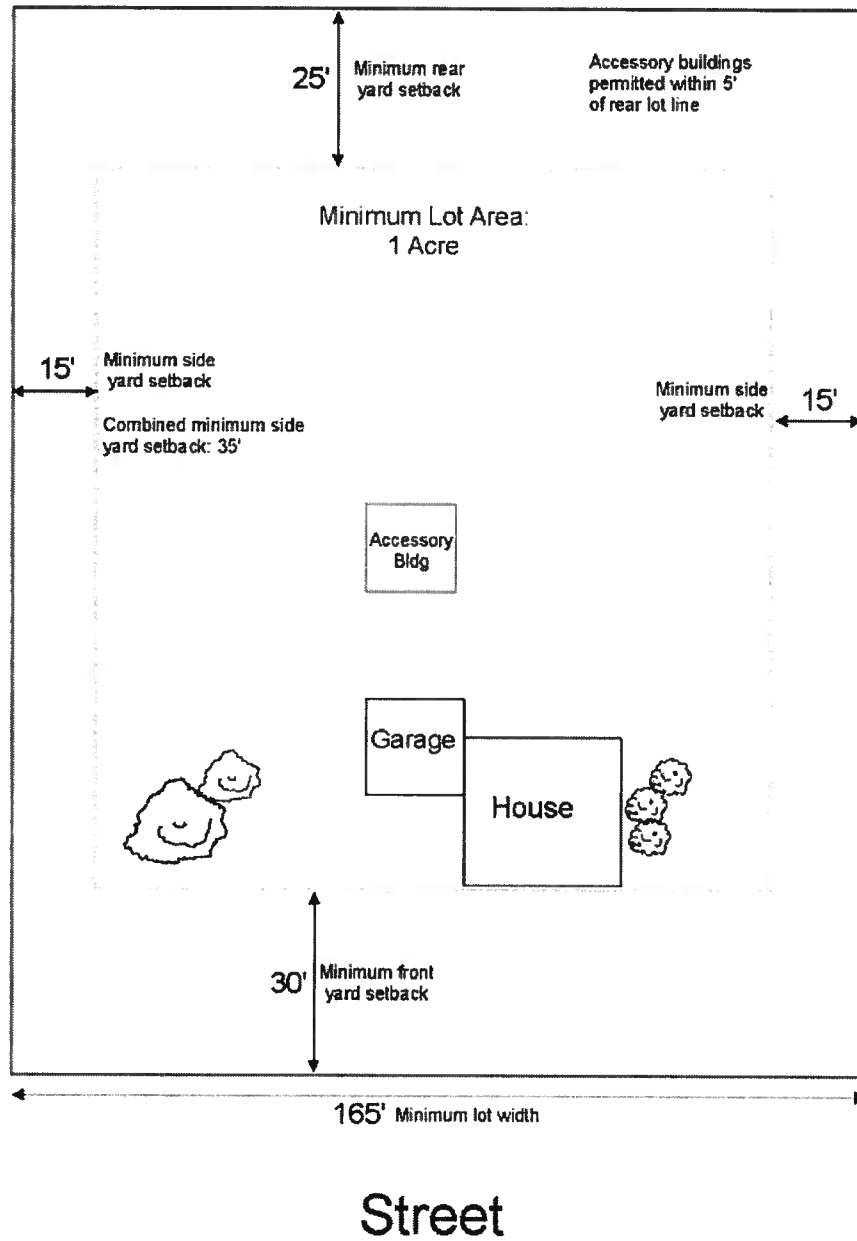 25'
Minimum rear
yard setback
Accessory buildings
permitted within 5'
of rear lot line
Minimum Lot Area:
1 Acre
15'
Minimum side
yard setback
Combined minimum side
yard setback: 35'
Minimum side
yard setback
15'
Accessory
Bldg
Garage
House
30'
Minimum front
yard setback
165' Minimum lot width
Street